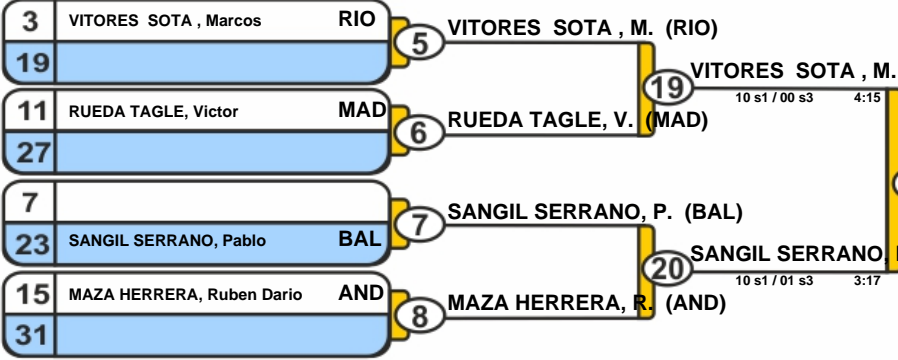 3 VITORES SOTA , Marcos RIO
19
5 VITORES SOTA , M. (RIO)
11 RUEDA TAGLE, Victor MAD
27
6 RUEDA TAGLE, V. (MAD)
19 VITORES SOTA , M.
10 s1 / 00 s3 4:15
7
23 SANGIL SERRANO, Pablo BAL
7 SANGIL SERRANO, P. (BAL)
15 MAZA HERRERA, Ruben Dario AND
31
8 MAZA HERRERA, R. (AND)
20 SANGIL SERRANO,
10 s1 / 01 s3 3:17